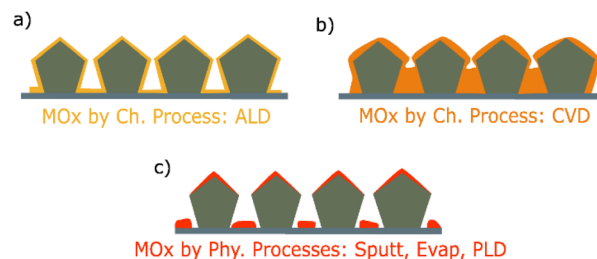 a)
b)
MOx by Ch. Process: ALD
MOx by Ch. Process: CVD
c)
MOx by Phy. Processes: Sputt, Evap, PLD